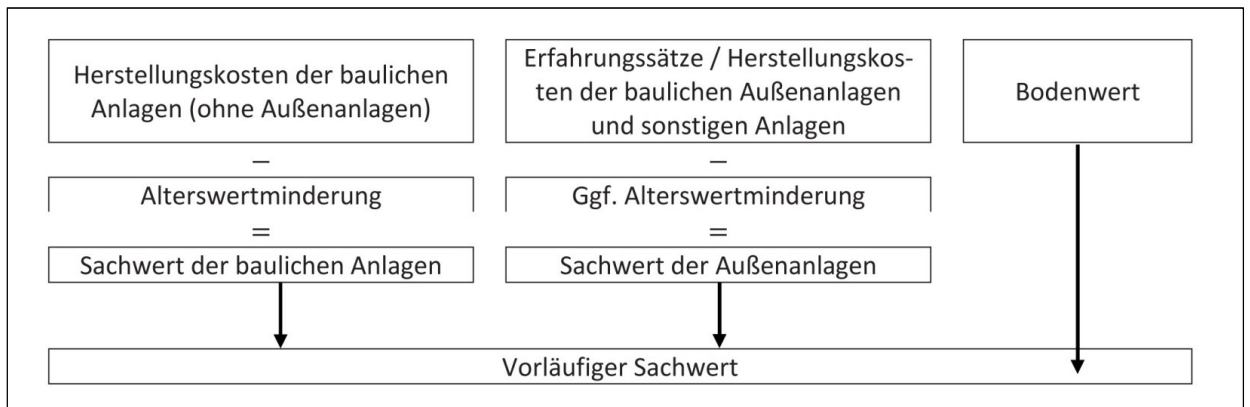 Herstellungskosten der baulichen
Anlagen (ohne Außenanlagen)
–
Alterswertminderung
=
Sachwert der baulichen Anlagen
Erfahrungssätze / Herstellungskos-
ten der baulichen Außenanlagen
und sonstigen Anlagen
–
Ggf. Alterswertminderung
=
Sachwert der Außenanlagen
Bodenwert
Vorläufiger Sachwert